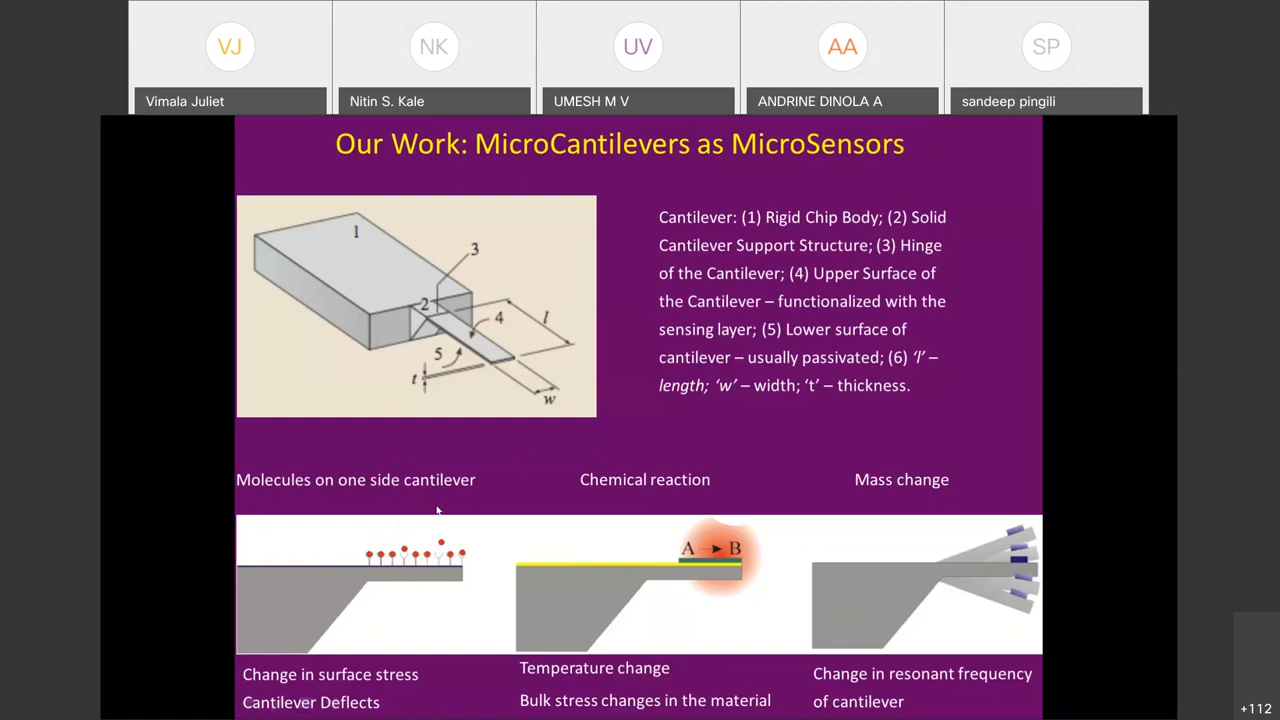 VJ
NK
UV
AA
SP
Vimala Juliet
Nitin S. Kale
UMESH M V
ANDRINE DINOLA A
sandeep pingili
Our Work: MicroCantilevers as MicroSensors
1
2
3
4
5
l
t
w
Cantilever: (1) Rigid Chip Body; (2) Solid
Cantilever Support Structure; (3) Hinge
of the Cantilever; (4) Upper Surface of
the Cantilever – functionalized with the
sensing layer; (5) Lower surface of
cantilever – usually passivated; (6) ‘l’ –
length; ‘w’ – width; ‘t’ – thickness.
Molecules on one side cantilever
Chemical reaction
Mass change
A → B
Change in surface stress
Cantilever Deflects
Temperature change
Bulk stress changes in the material
Change in resonant frequency
of cantilever
+112